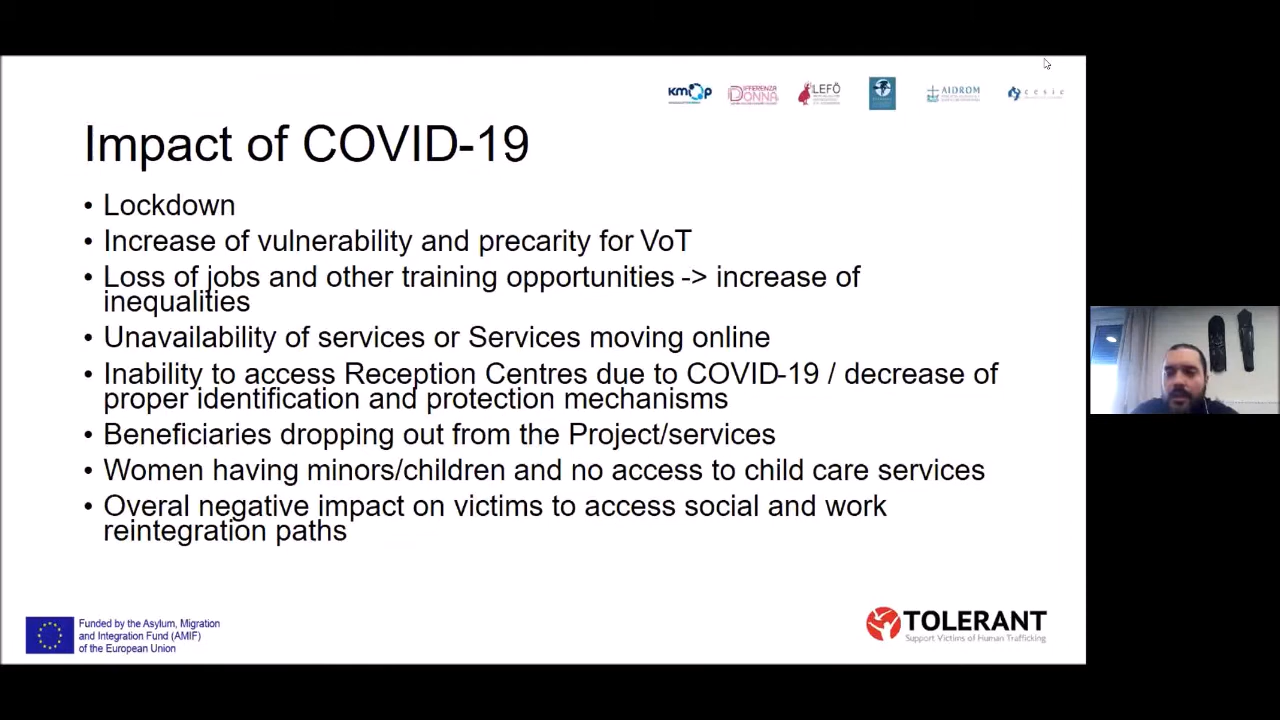 kmop
DIFFERENZA
DONNA
LEFÖ
AIDROM
cesie
Impact of COVID-19
• Lockdown
• Increase of vulnerability and precarity for VoT
• Loss of jobs and other training opportunities -> increase of
inequalities
• Unavailability of services or Services moving online
• Inability to access Reception Centres due to COVID-19 / decrease of
proper identification and protection mechanisms
• Beneficiaries dropping out from the Project/services
• Women having minors/children and no access to child care services
• Overal negative impact on victims to access social and work
reintegration paths
Funded by the Asylum, Migration
and Integration Fund (AMIF)
of the European Union
TOLERANT
Support Victims of Human Trafficking